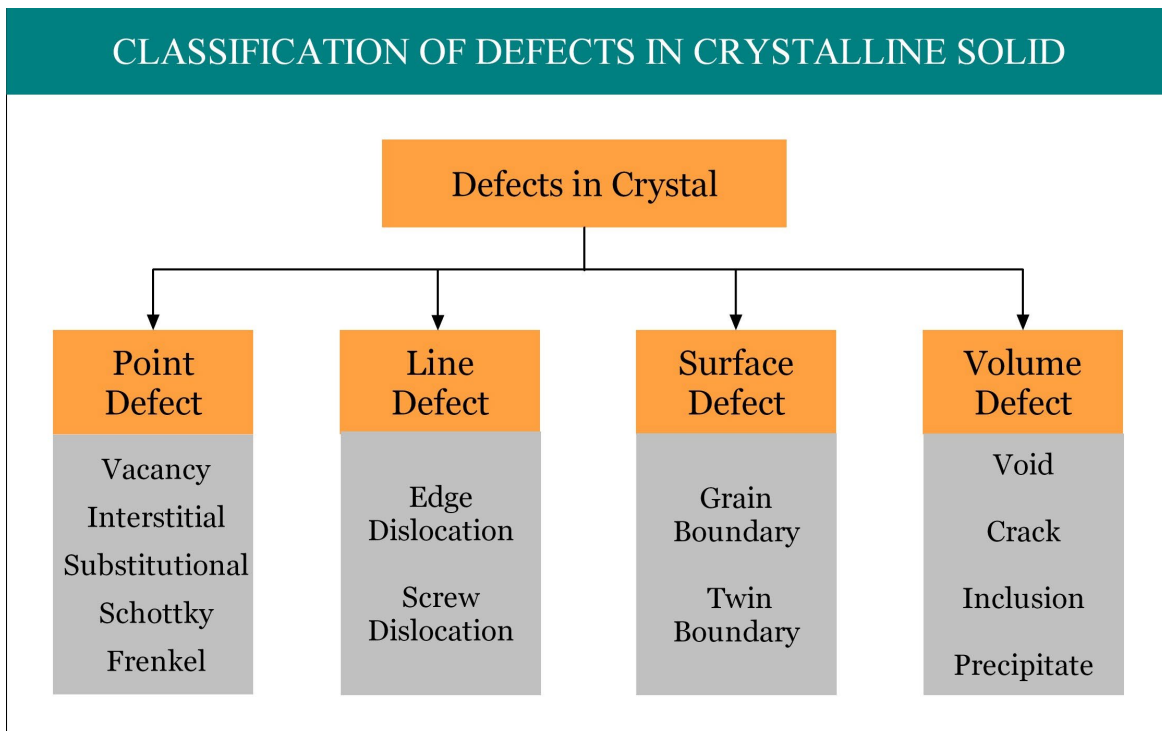 CLASSIFICATION OF DEFECTS IN CRYSTALLINE SOLID
Defects in Crystal
Point
Defect
Vacancy
Interstitial
Substitutional
Schottky
Frenkel
Line
Defect
Edge
Dislocation
Screw
Dislocation
Surface
Defect
Grain
Boundary
Twin
Boundary
Volume
Defect
Void
Crack
Inclusion
Precipitate